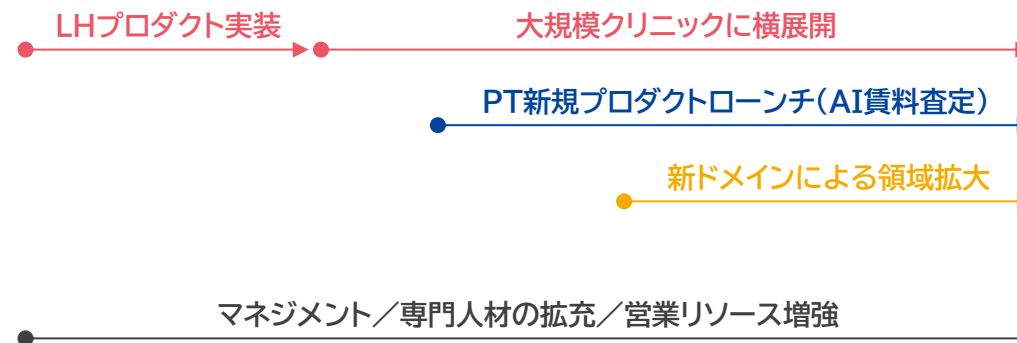 LHプロダクト実装
大規模クリニックに横展開
PT新規プロダクトローンチ（AI賃料査定）
新ドメインによる領域拡大
マネジメント／専門人材の拡充／営業リソース増強